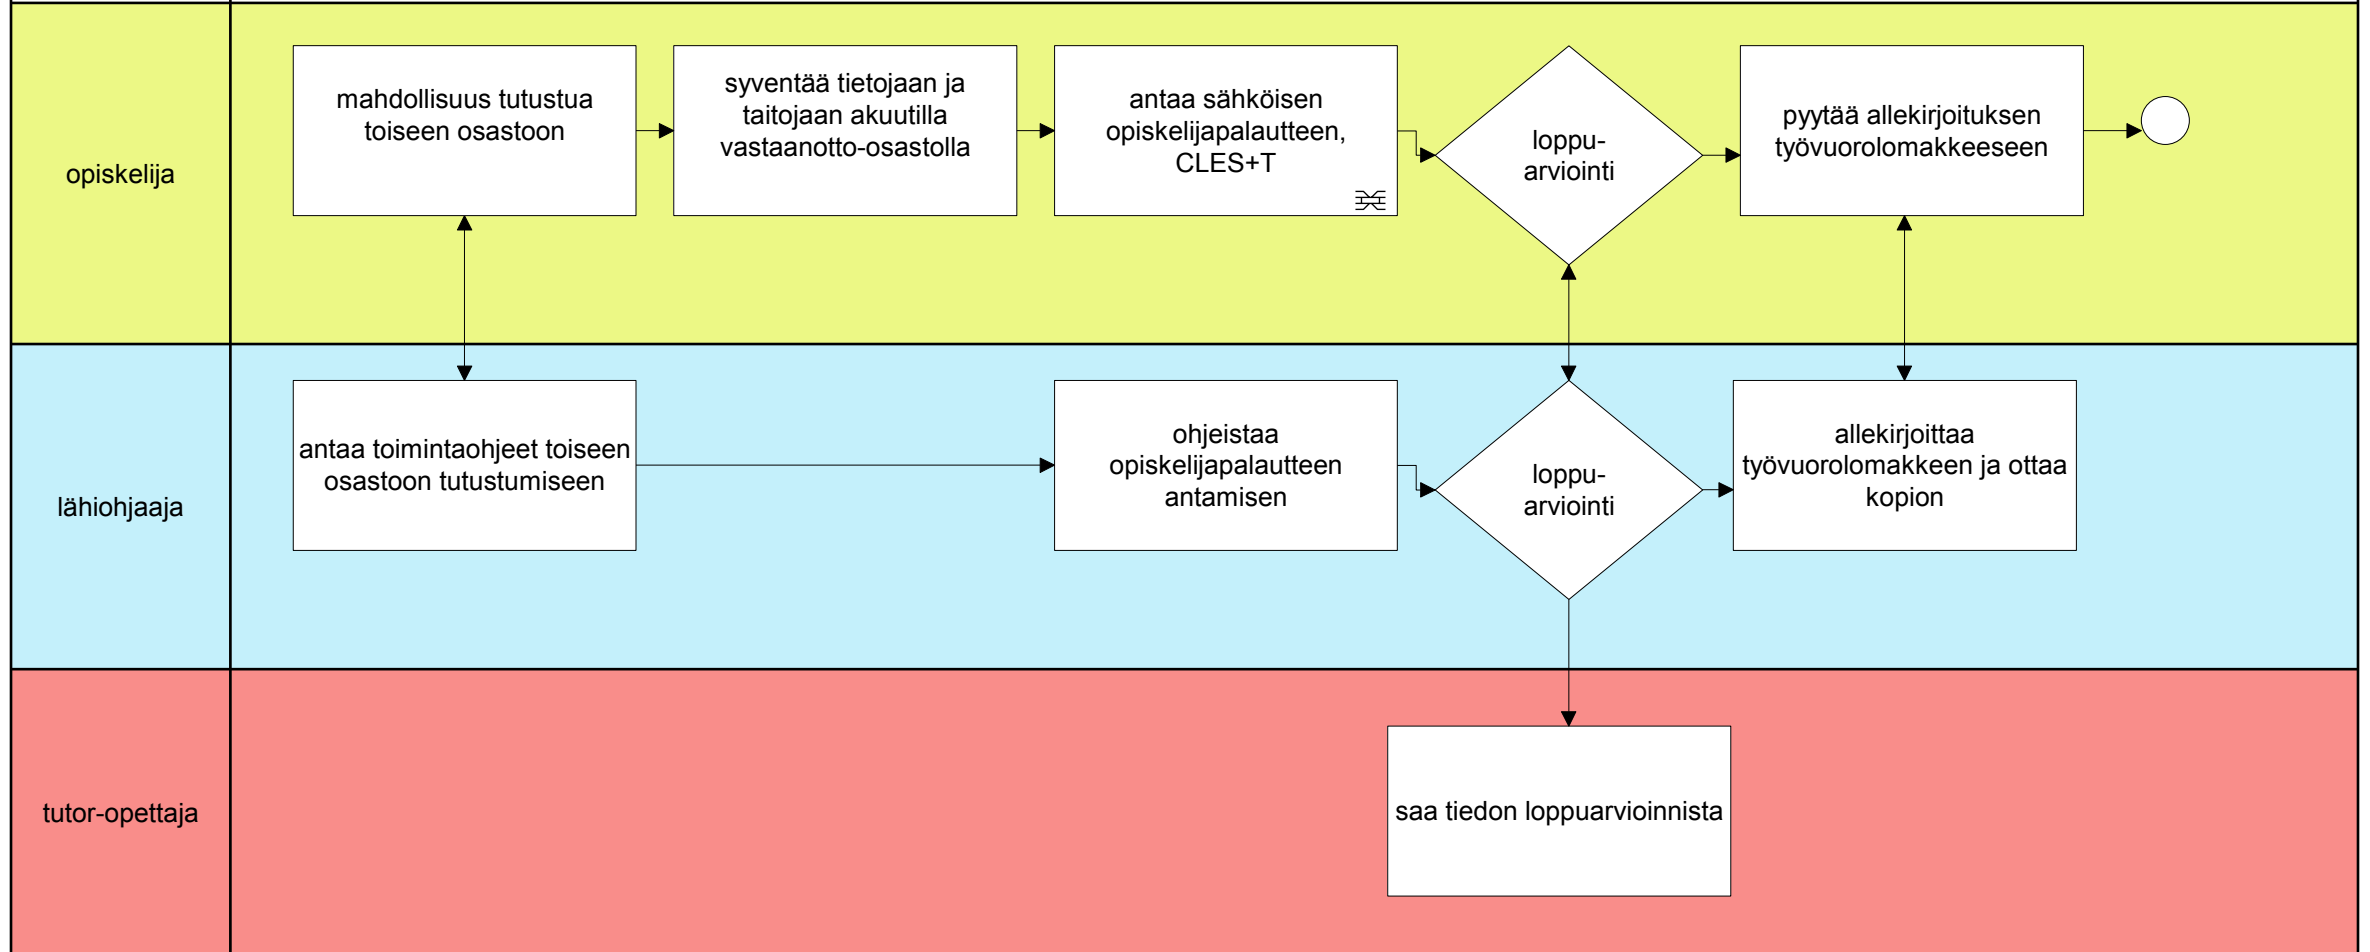 opiskelija
mahdollisuus tutustua
toiseen osastoon
syventää tietojaan ja
taitojaan akuutilla
vastaanotto-osastolla
antaa sähköisen
opiskelijapalautteen,
CLES+T
loppu-
arviointi
pyytää allekirjoituksen
työvuorolomakkeeseen
lähiohjaaja
antaa toimintaohjeet toiseen
osastoon tutustumiseen
ohjeistaa
opiskelijapalautteen
antamisen
loppu-
arviointi
allekirjoittaa
työvuorolomakkeen ja ottaa
kopion
tutor-opettaja
saa tiedon loppuarvioinnista